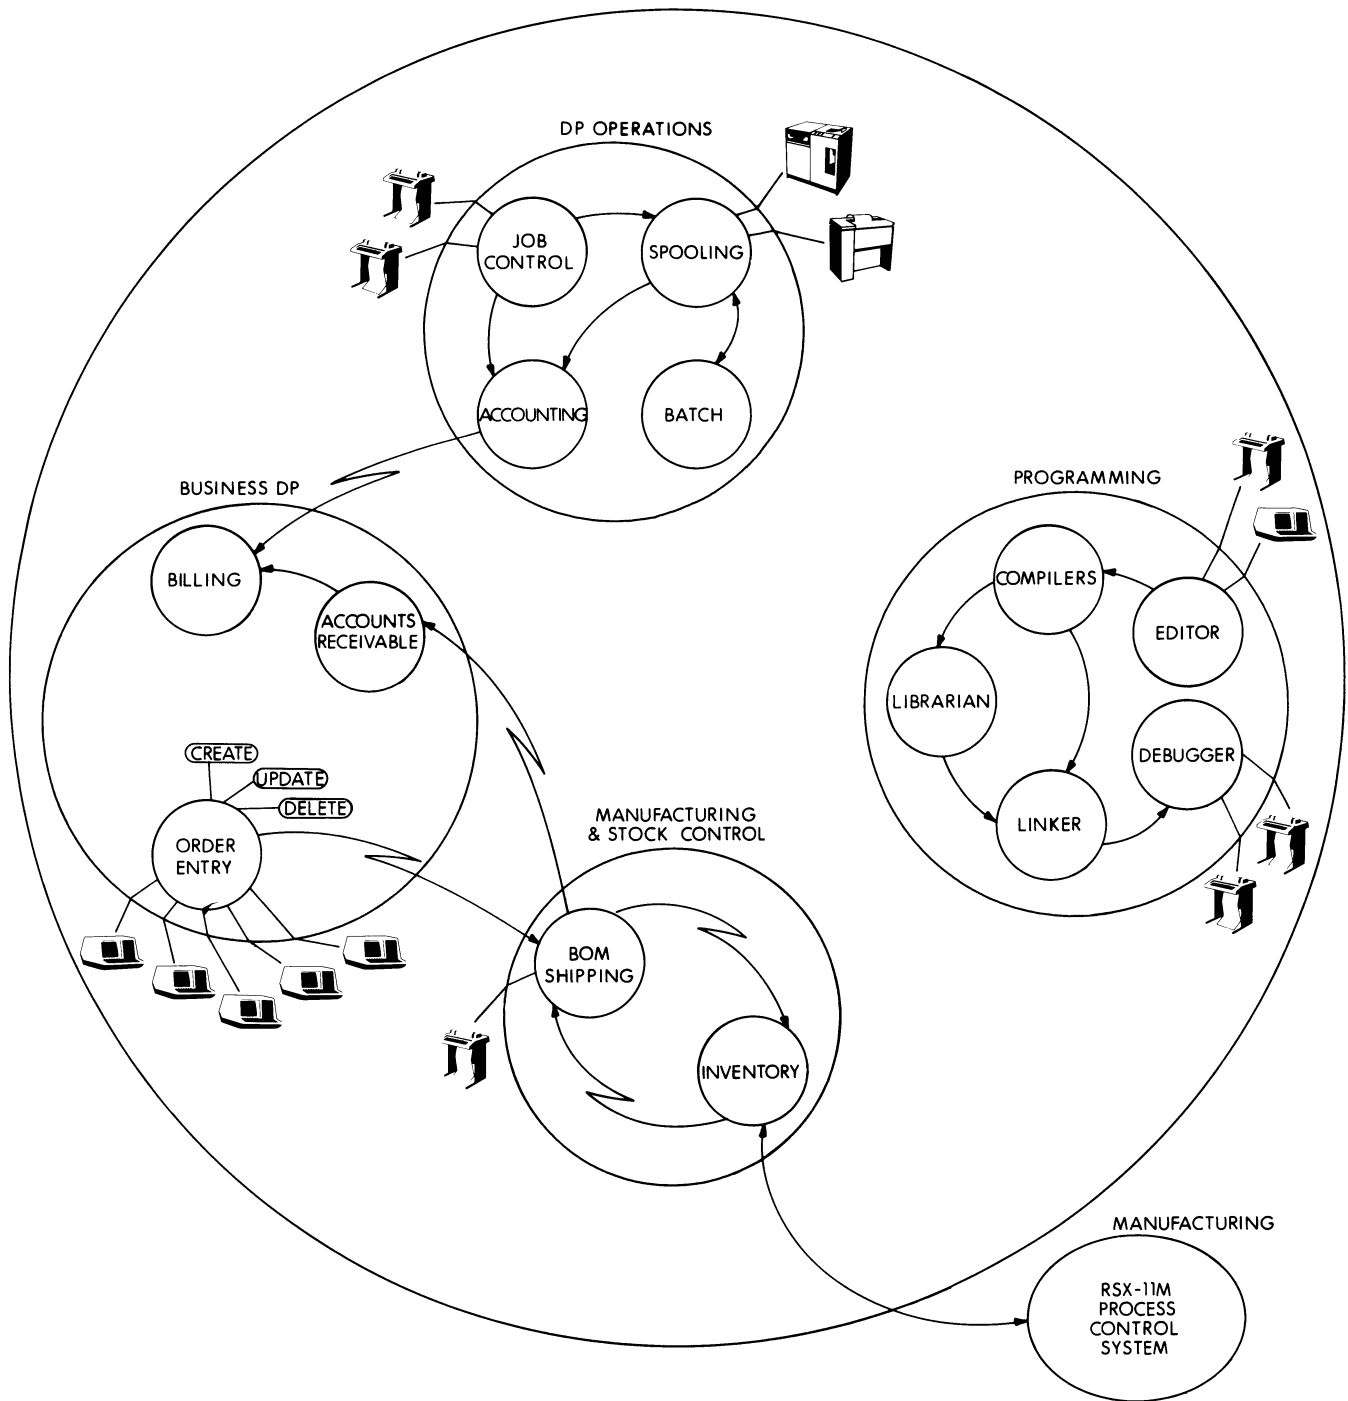 DP OPERATIONS
JOB
CONTROL
SPOOLING
ACCOUNTING
BATCH
BUSINESS DP
BILLING
ACCOUNTS
RECEIVABLE
CREATE
UPDATE
DELETE
ORDER
ENTRY
PROGRAMMING
COMPILERS
EDITOR
LIBRARIAN
DEBUGGER
LINKER
MANUFACTURING
& STOCK CONTROL
BOM
SHIPPING
INVENTORY
MANUFACTURING
RSX-11M
PROCESS
CONTROL
SYSTEM